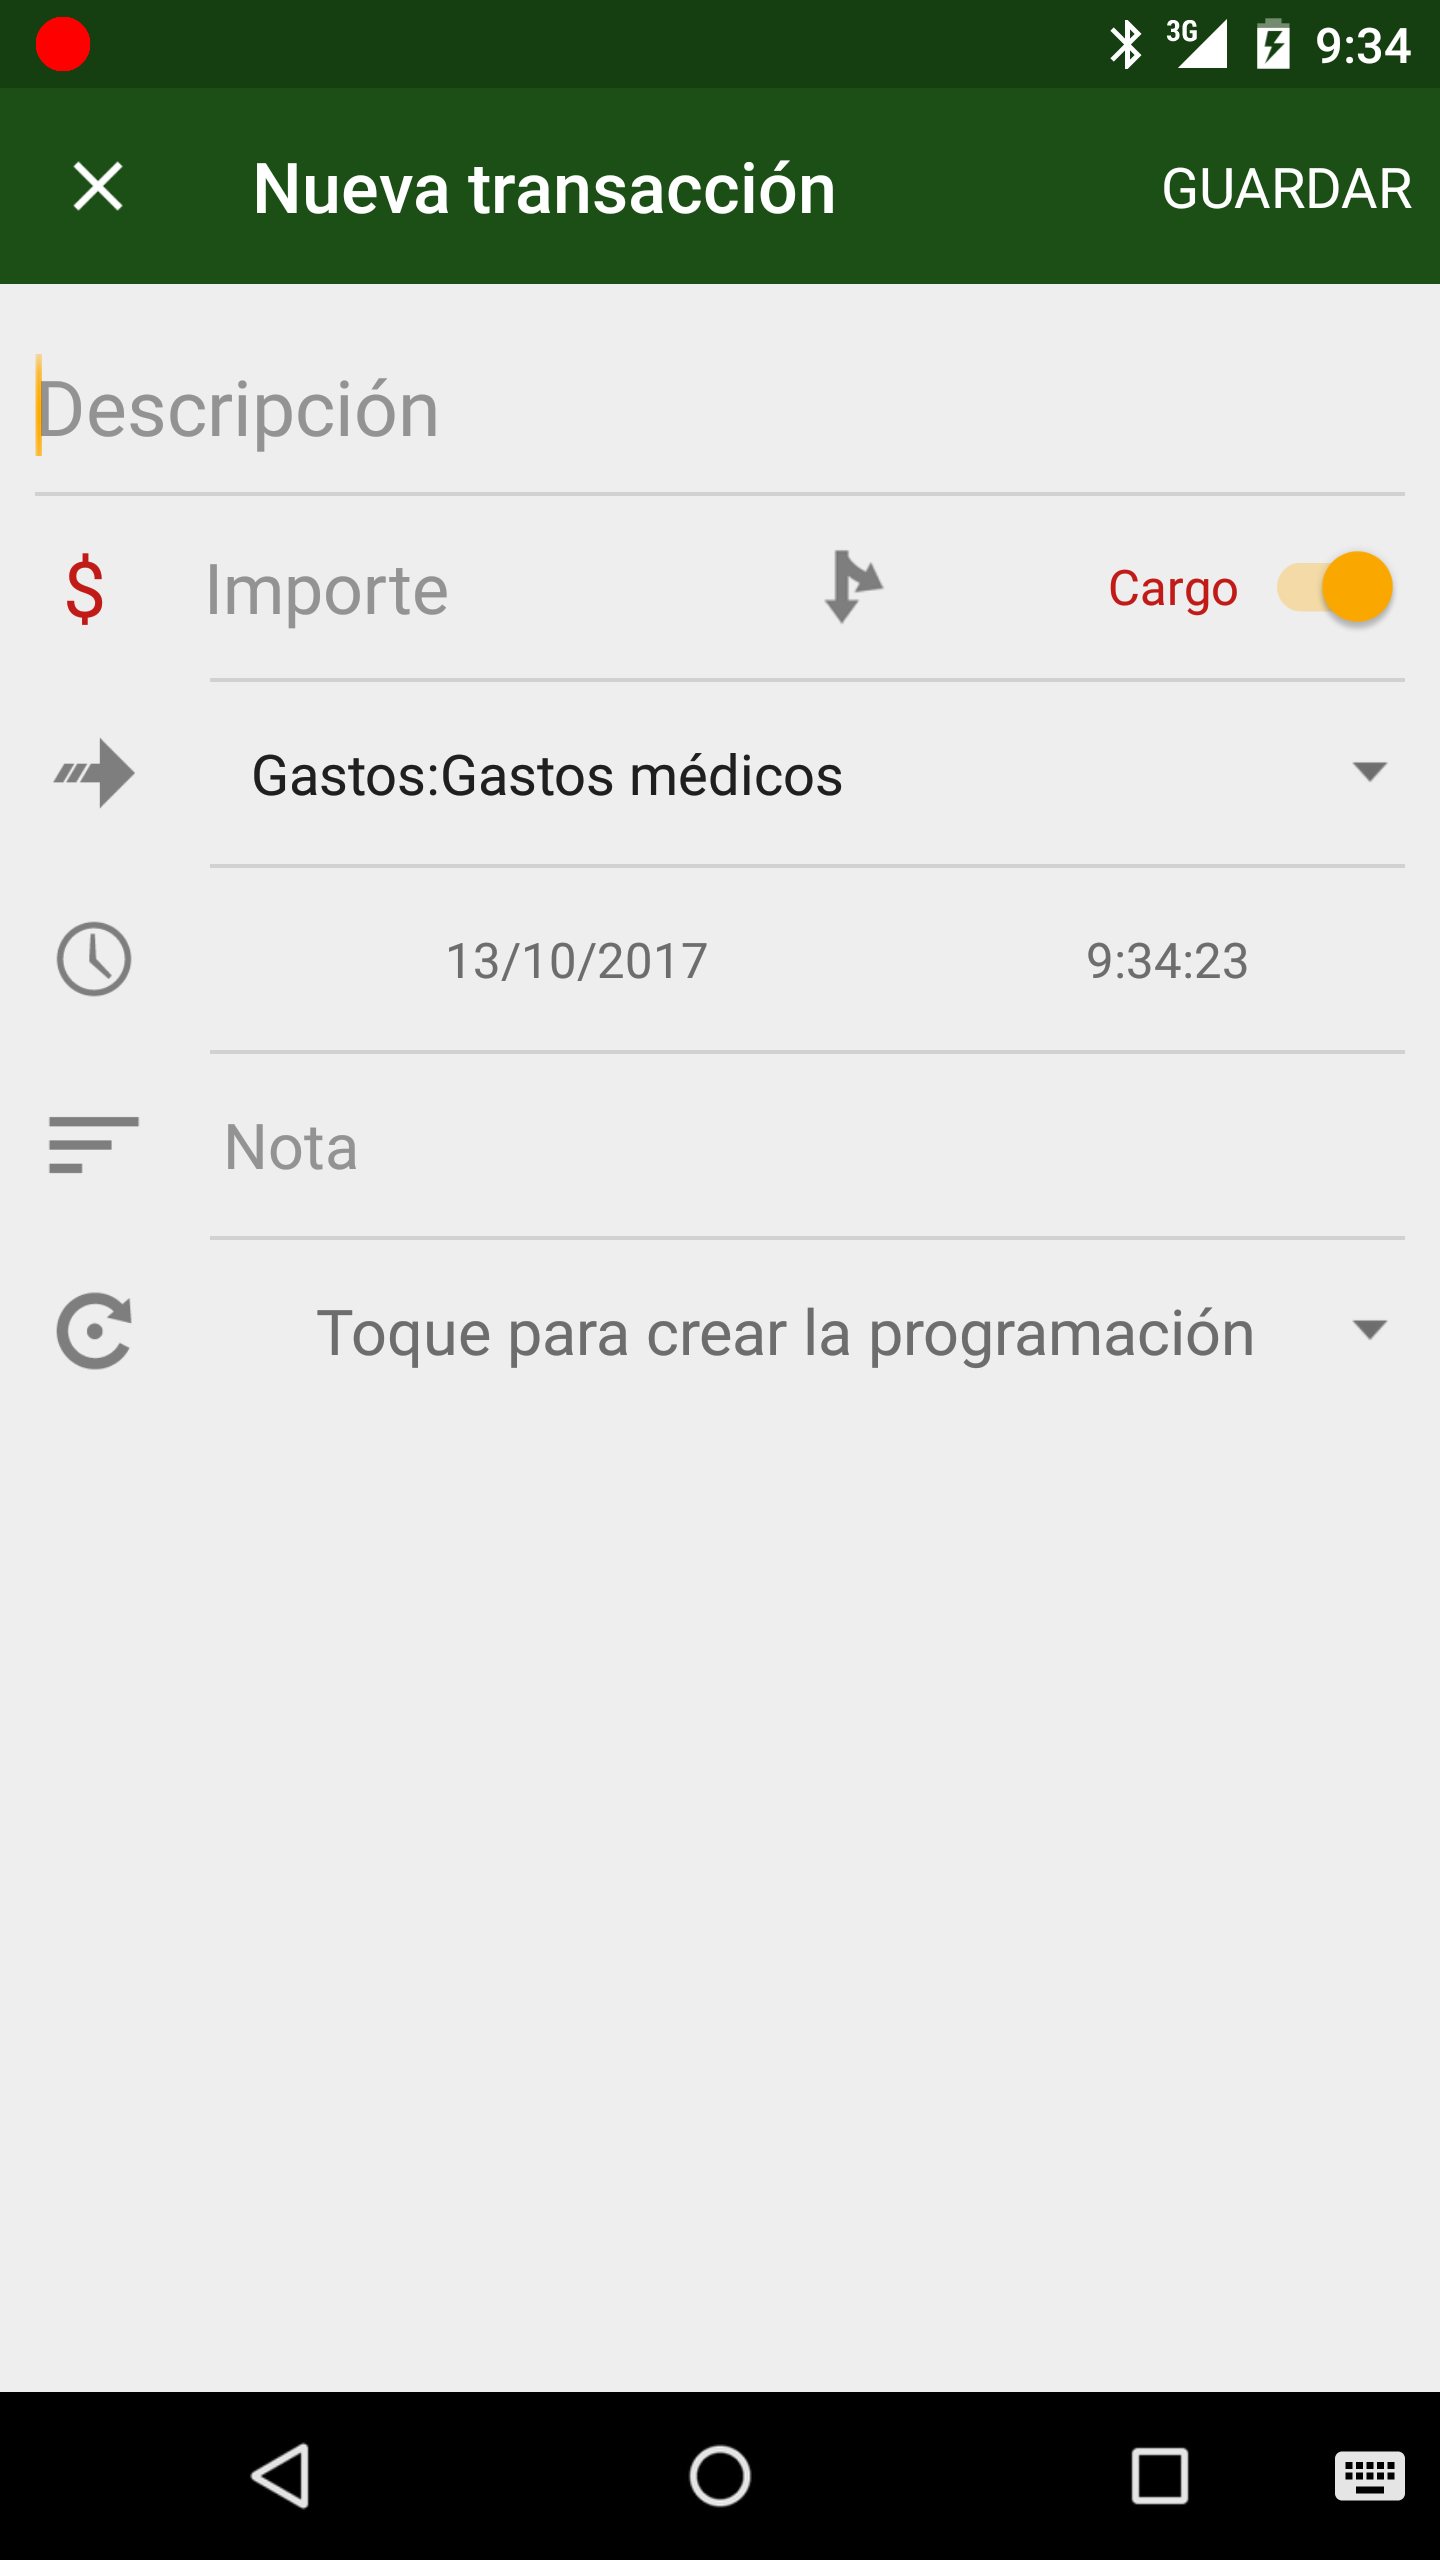 3G 9:34
Nueva transacción GUARDAR
Descripción
$ Importe Cargo
Gastos:Gastos médicos
13/10/2017 9:34:23
Nota
Toque para crear la programación